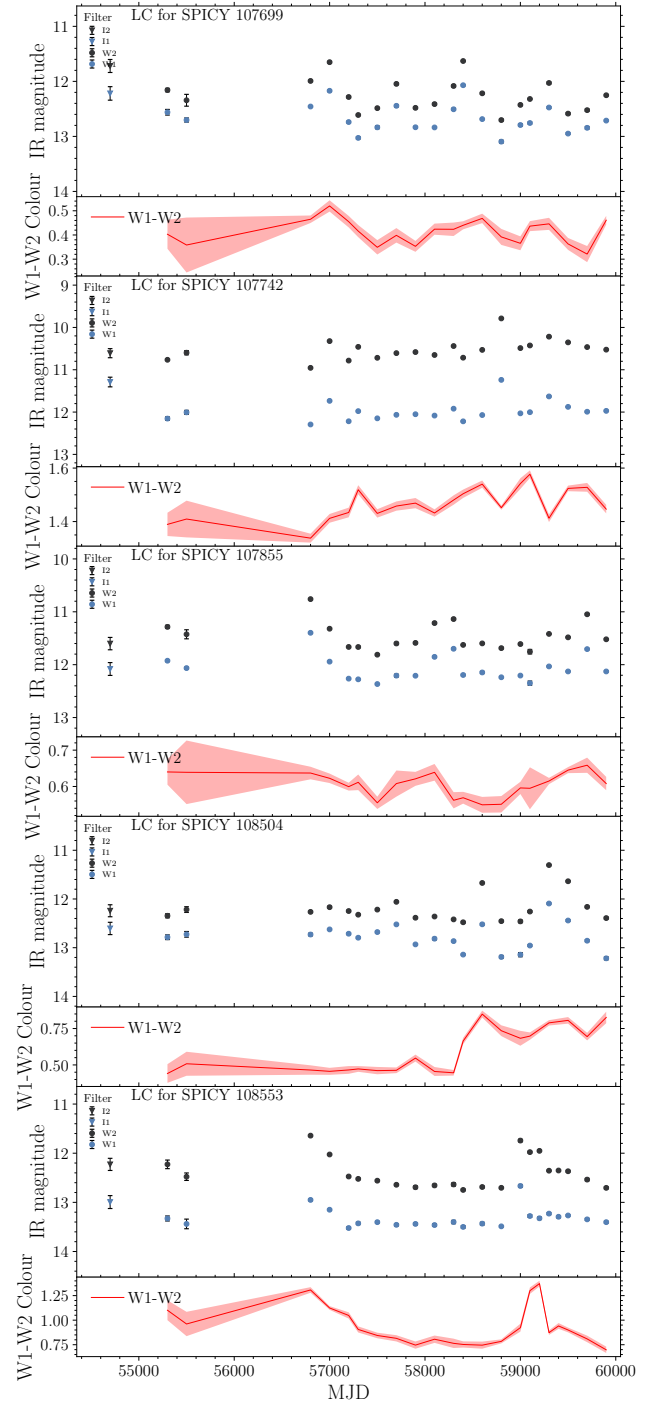 LC for SPICY 107699
Filter
I2
I1
W2
W1
IR magnitude
11
12
13
14
W1-W2 Colour
W1-W2
0.5
0.4
0.3
LC for SPICY 107742
Filter
I2
I1
W2
W1
IR magnitude
9
10
11
12
13
W1-W2 Colour
W1-W2
1.6
1.4
LC for SPICY 107855
Filter
I2
I1
W2
W1
IR magnitude
10
11
12
13
W1-W2 Colour
W1-W2
0.7
0.6
LC for SPICY 108504
Filter
I2
I1
W2
W1
IR magnitude
11
12
13
14
W1-W2 Colour
W1-W2
0.75
0.50
LC for SPICY 108553
Filter
I2
I1
W2
W1
IR magnitude
11
12
13
14
W1-W2 Colour
W1-W2
1.25
1.00
0.75
55000 56000 57000 58000 59000 60000
MJD